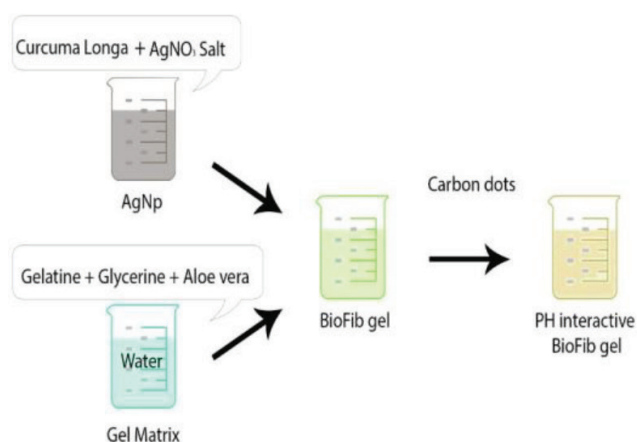 Curcuma Longa + AgNO₃ Salt
AgNp
Gelatine + Glycerine + Aloe vera
Water
Gel Matrix
BioFib gel
Carbon dots
PH interactive
BioFib gel